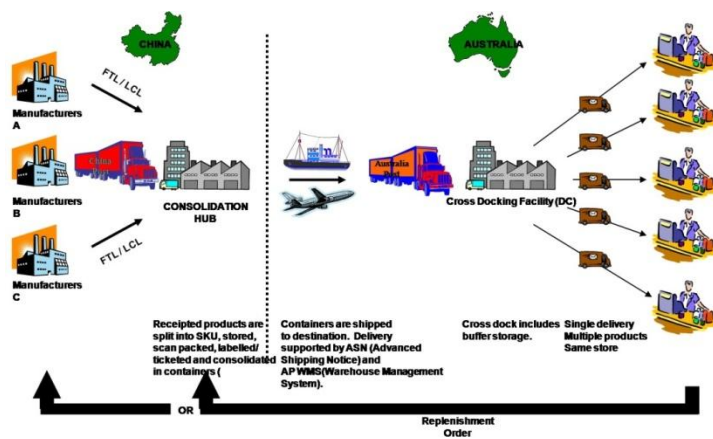 CHINA
AUSTRALIA
FTL / LCL
Manufacturers
A
China
Australia
Post
Manufacturers
B
CONSOLIDATION
HUB
Cross Docking Facility (DC)
FTL / LCL
Manufacturers
C
Receipted products are
split into SKU, stored,
scan packed, labelled/
ticketed and consolidated
in containers (
Containers are shipped
to destination.  Delivery
supported by ASN (Advanced
Shipping Notice) and
AP WMS(Warehouse Management
System).
Cross dock includes
buffer storage.
Single delivery
Multiple products
Same store
OR
Replenishment
Order